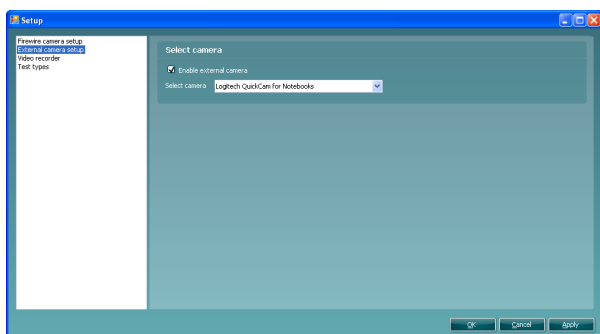 Setup
Firewire camera setup
External camera setup
Video recorder
Test types
Select camera
Enable external camera
Select camera Logitech QuickCam for Notebooks
OK Cancel Apply